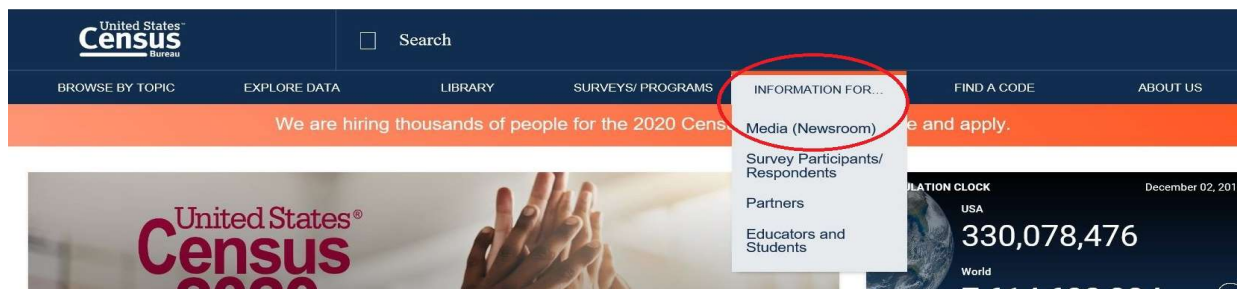 United States™
Census
Bureau
Search
BROWSE BY TOPIC
EXPLORE DATA
LIBRARY
SURVEYS/ PROGRAMS
INFORMATION FOR...
FIND A CODE
ABOUT US
We are hiring thousands of people for the 2020 Cens
e and apply.
Media (Newsroom)
Survey Participants/
Respondents
Partners
Educators and
Students
United States®
Census
2020
ULATION CLOCK
December 02, 201
USA
330,078,476
World